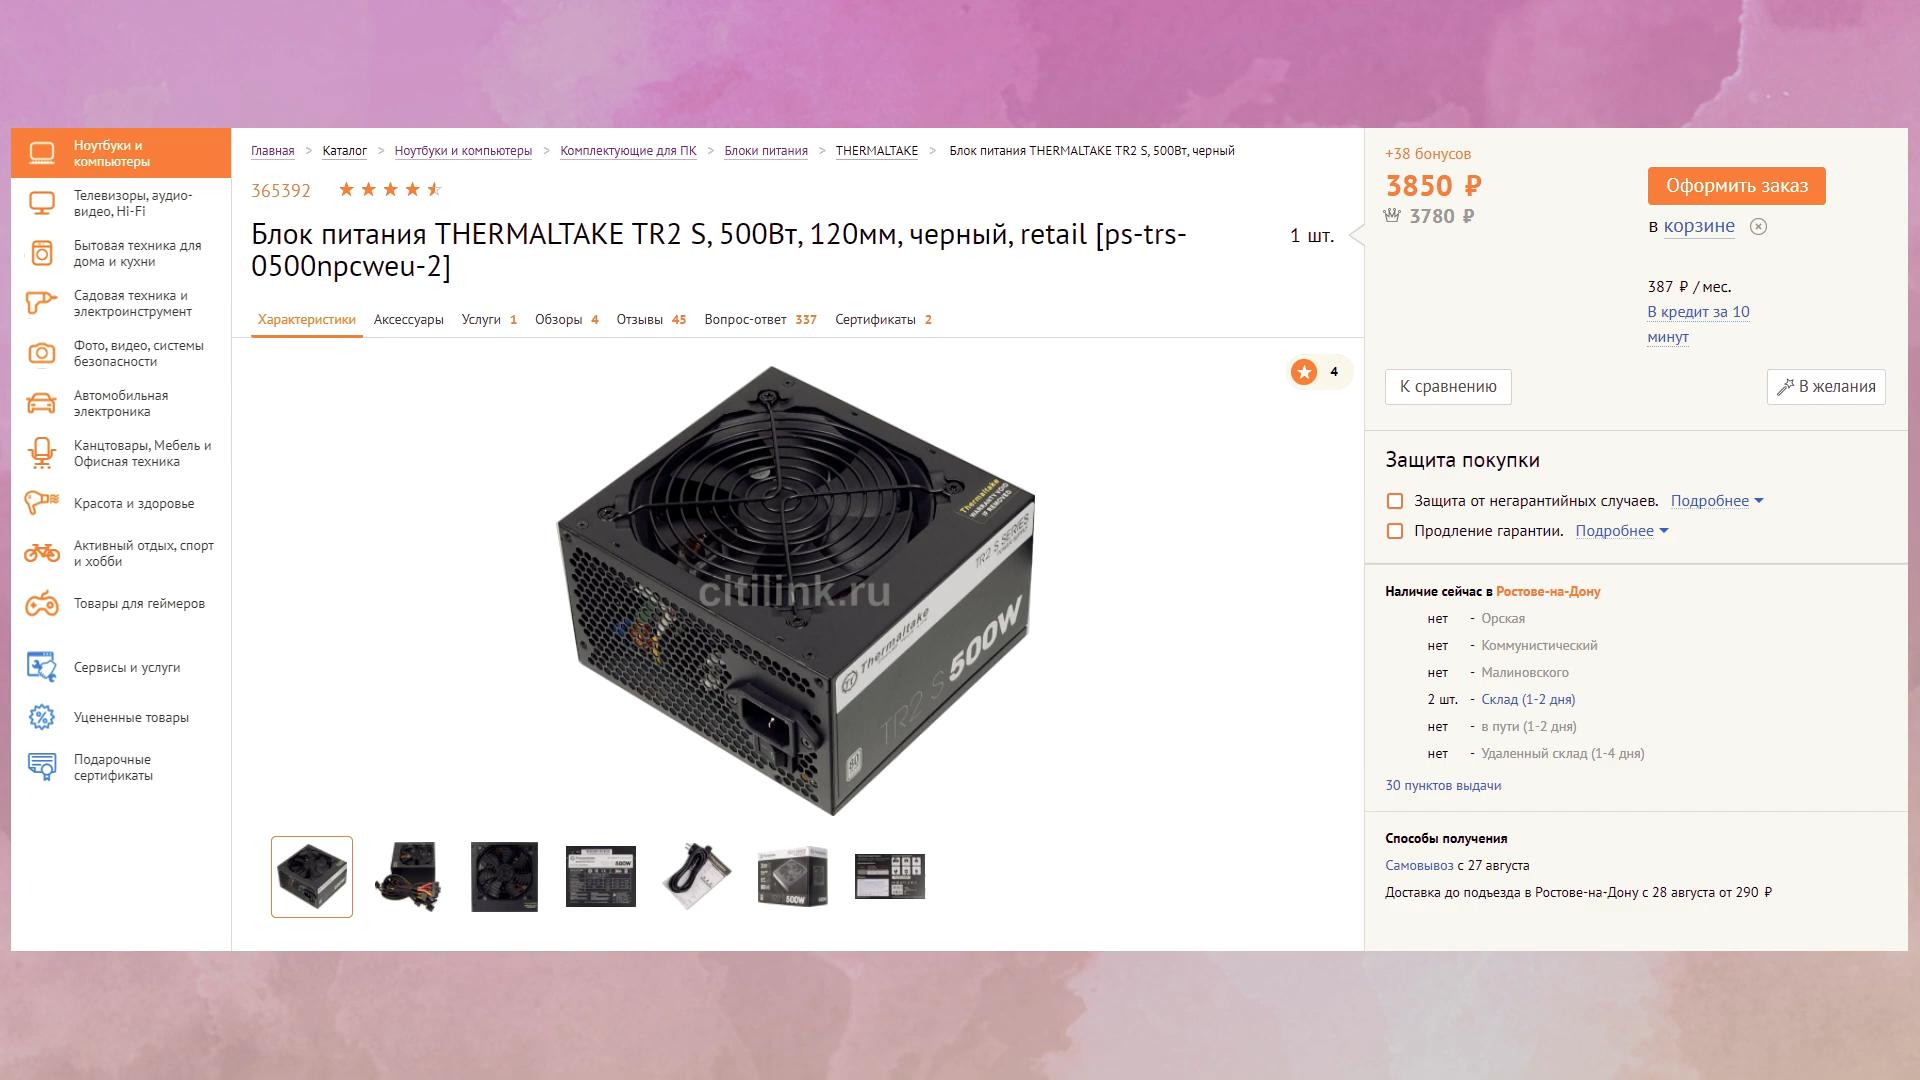 Ноутбуки и
компьютеры
Телевизоры, аудио-
видео, Hi-Fi
Бытовая техника для
дома и кухни
Садовая техника и
электроинструмент
Фото, видео, системы
безопасности
Автомобильная
электроника
Канцтовары, Мебель и
Офисная техника
Красота и здоровье
Активный отдых, спорт
и хобби
Товары для геймеров
Сервисы и услуги
Уцененные товары
Подарочные
сертификаты
Главная > Каталог > Ноутбуки и компьютеры > Комплектующие для ПК > Блоки питания > THERMALTAKE > Блок питания THERMALTAKE TR2 S, 500Вт, черный
365392
Блок питания THERMALTAKE TR2 S, 500Вт, 120мм, черный, retail [ps-trs-
0500npcweu-2]
1 шт.
Характеристики Аксессуары Услуги 1 Обзоры 4 Отзывы 45 Вопрос-ответ 337 Сертификаты 2
4
Thermaltake
WARRANTY VOID
IF REMOVED
TR2 S SERIES
citilink.ru
Thermaltake
TR2 S 500W
80
500W
500W
+38 бонусов
3850 ₽
3780 ₽
Оформить заказ
в корзине
387 ₽ / мес.
В кредит за 10
минут
К сравнению
В желания
Защита покупки
Защита от негарантийных случаев. Подробнее
Продление гарантии. Подробнее
Наличие сейчас в Ростове-на-Дону
нет - Орская
нет - Коммунистический
нет - Малиновского
2 шт. - Склад (1-2 дня)
нет - в пути (1-2 дня)
нет - Удаленный склад (1-4 дня)
30 пунктов выдачи
Способы получения
Самовывоз с 27 августа
Доставка до подъезда в Ростове-на-Дону с 28 августа от 290 ₽